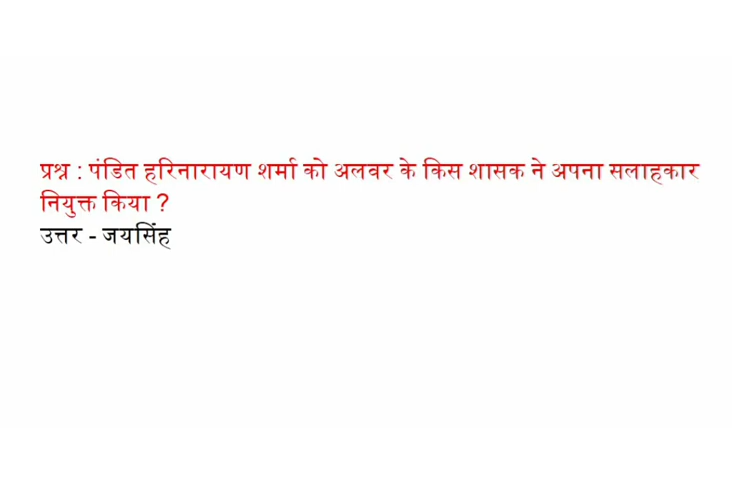 प्रश्न : पंडित हरिनारायण शर्मा को अलवर के किस शासक ने अपना सलाहकार
नियुक्त किया ?
उत्तर - जयसिंह